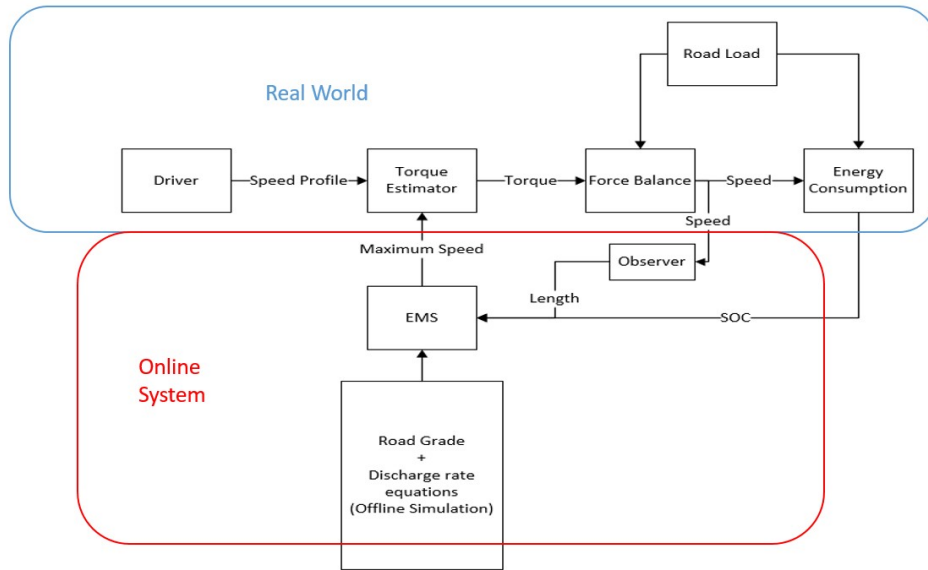 Road Load
Real World
Driver
Speed Profile
Torque
Estimator
Torque
Force Balance
Speed
Energy
Consumption
Speed
Maximum Speed
Observer
Length
EMS
SOC
Online
System
Road Grade
+
Discharge rate
equations
(Offline Simulation)